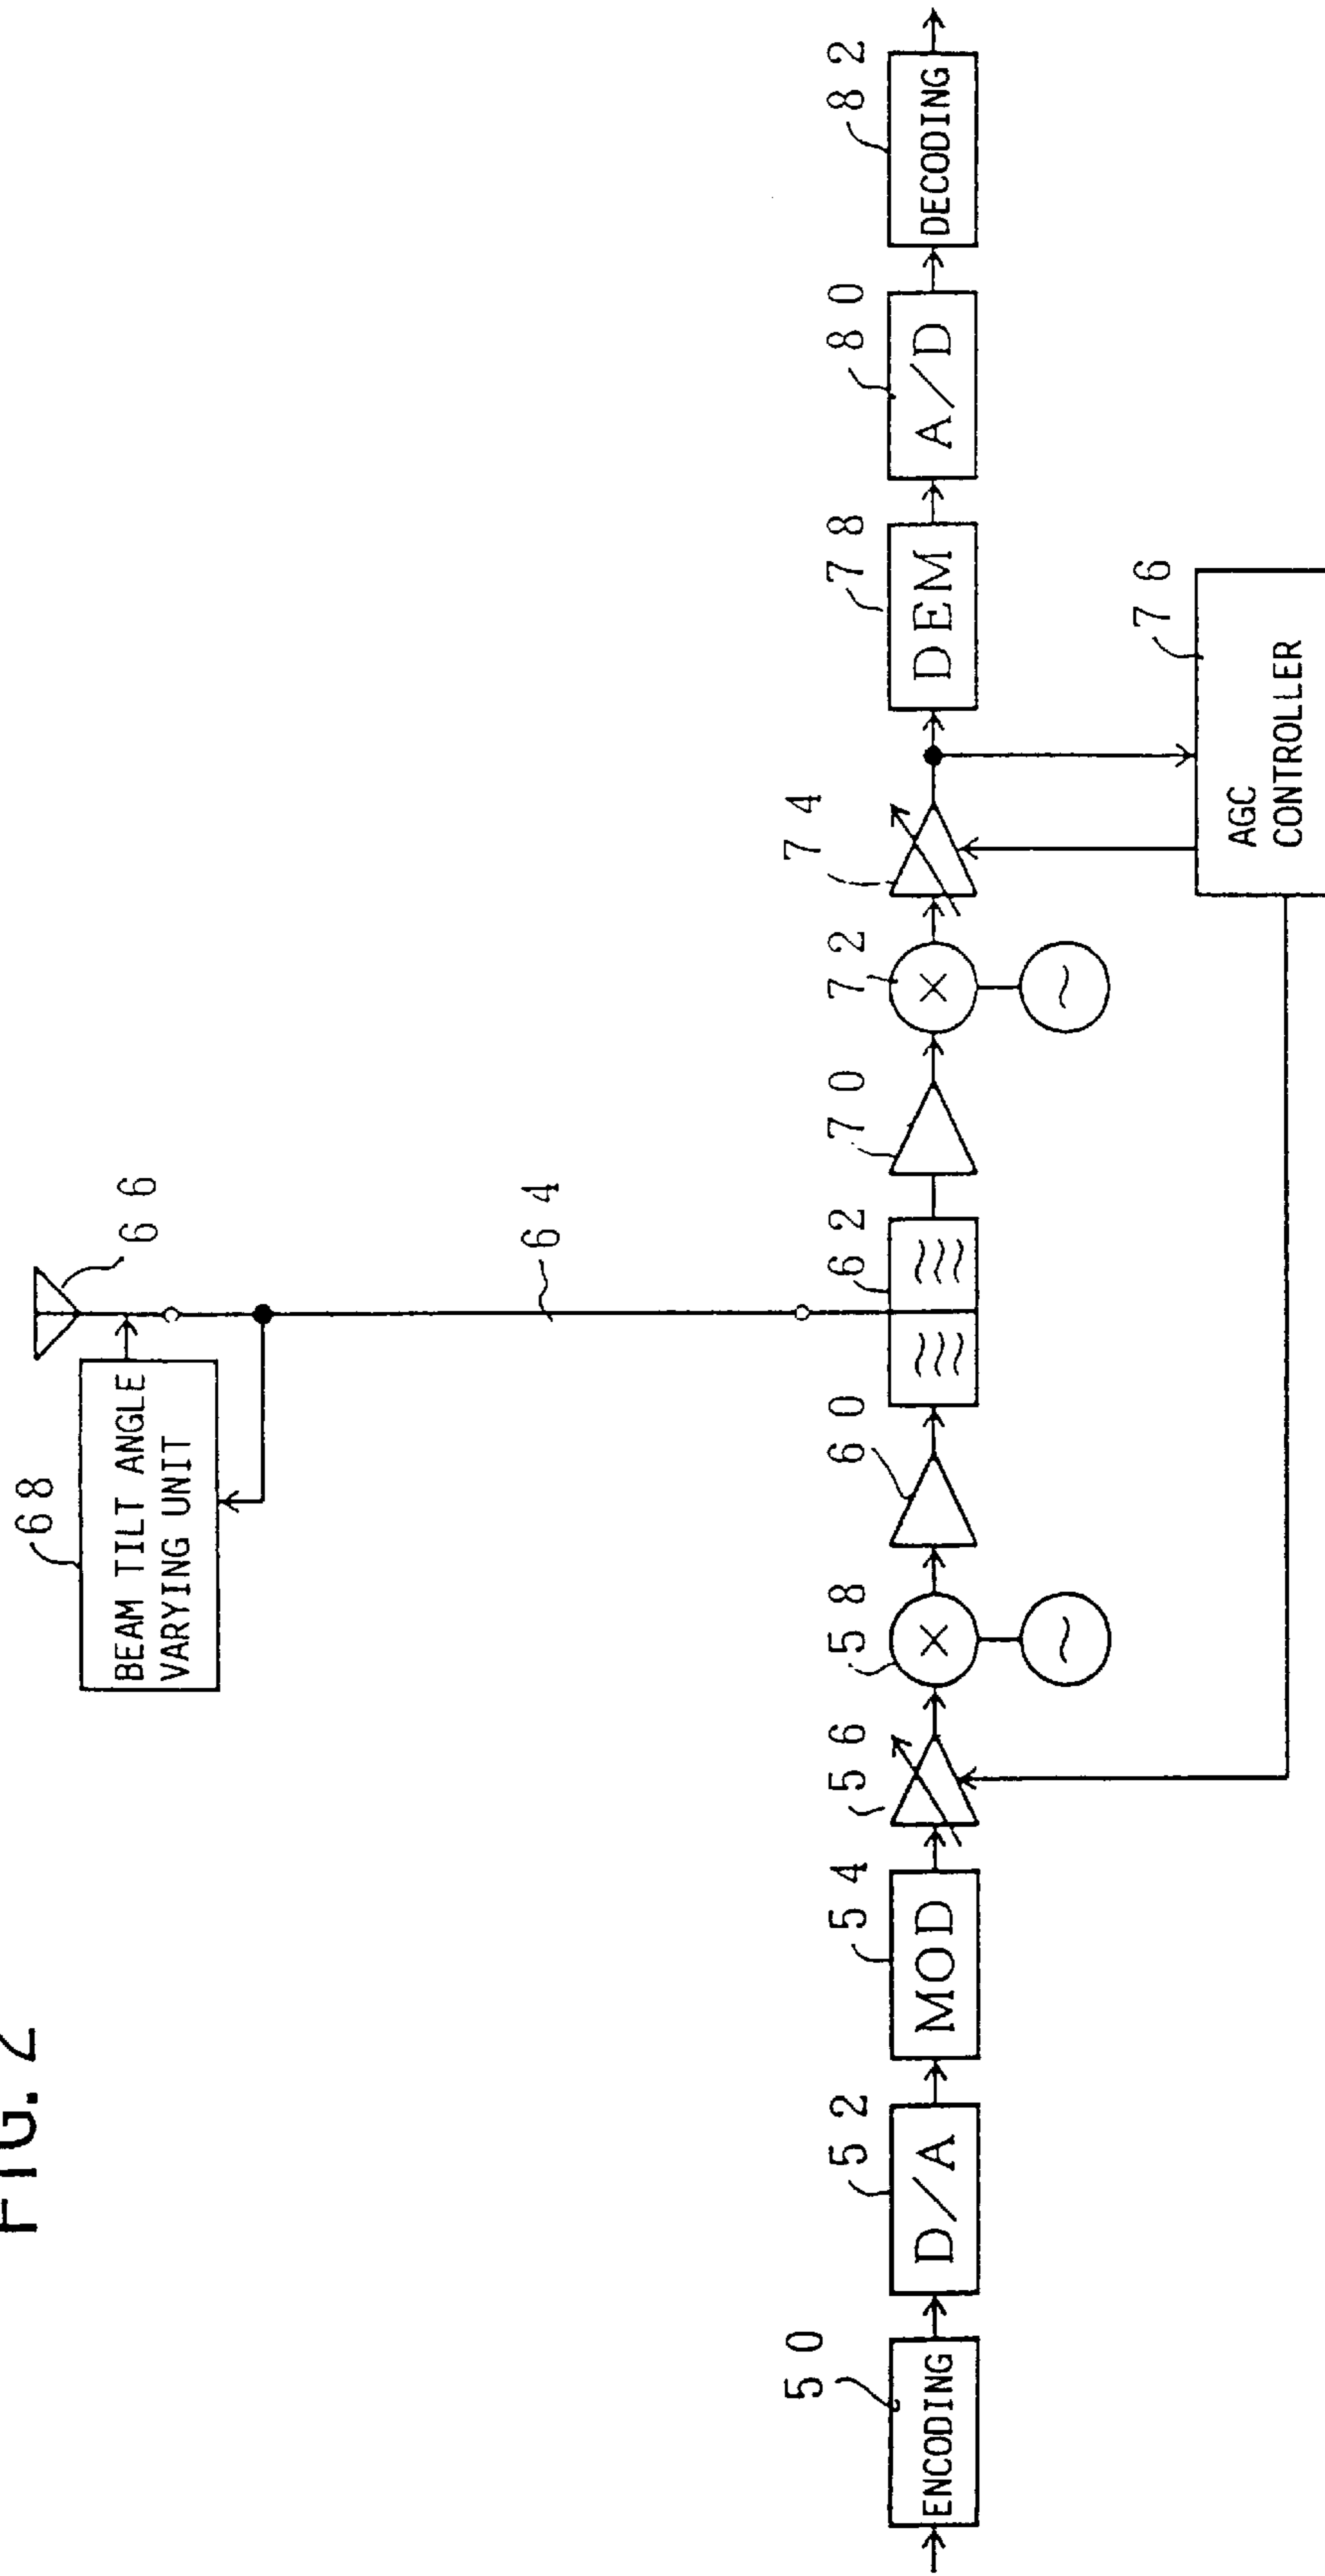 FIG. 2
68
BEAM TILT ANGLE
VARYING UNIT
66
64
50
ENCODING
52
D/A
54
MOD
56
58
×
~
60
62
70
72
×
~
74
78
DEM
80
A/D
82
DECODING
76
AGC
CONTROLLER